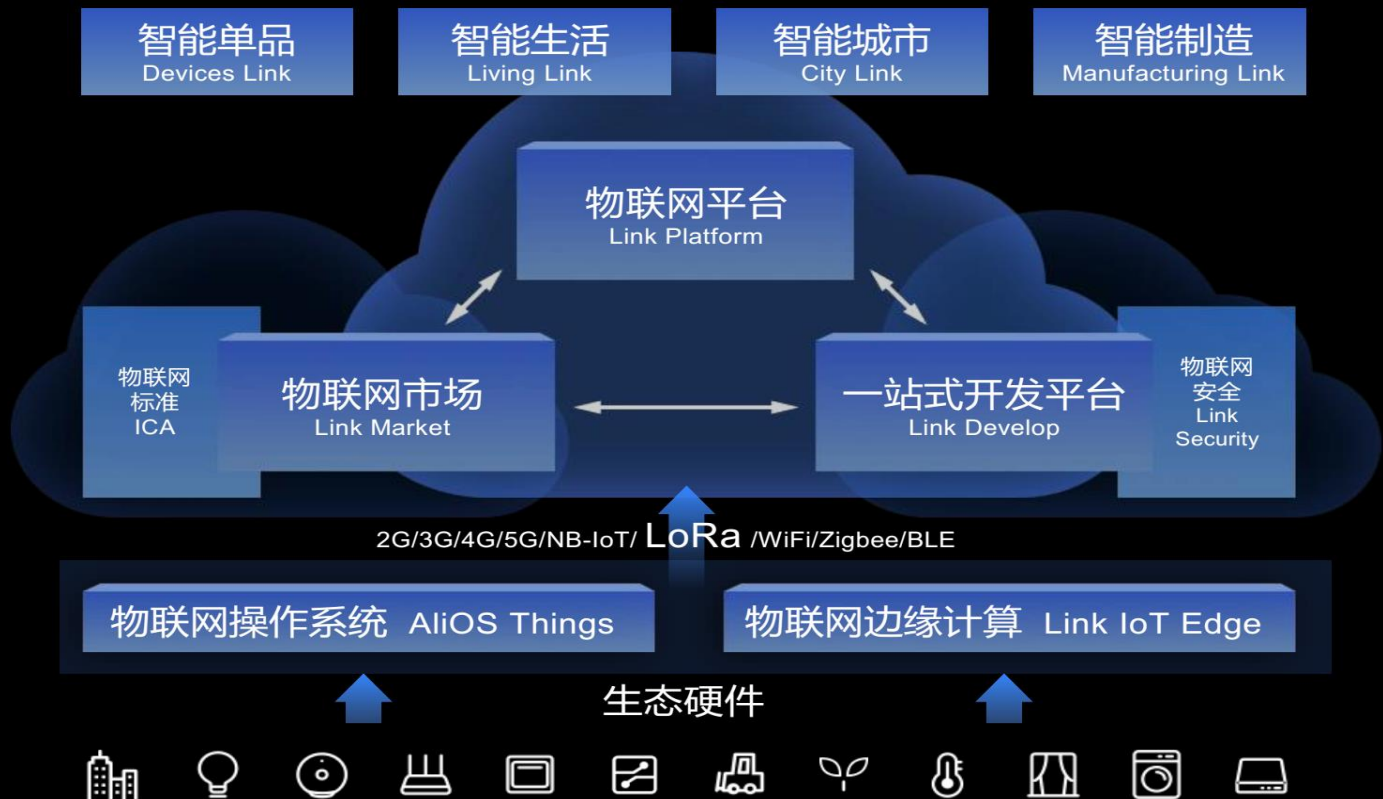 智能单品
Devices Link
智能生活
Living Link
智能城市
City Link
智能制造
Manufacturing Link
物联网平台
Link Platform
物联网
标准
ICA
物联网市场
Link Market
一站式开发平台
Link Develop
物联网
安全
Link
Security
2G/3G/4G/5G/NB-IoT/ LoRa /WiFi/Zigbee/BLE
物联网操作系统 AliOS Things
物联网边缘计算 Link IoT Edge
生态硬件